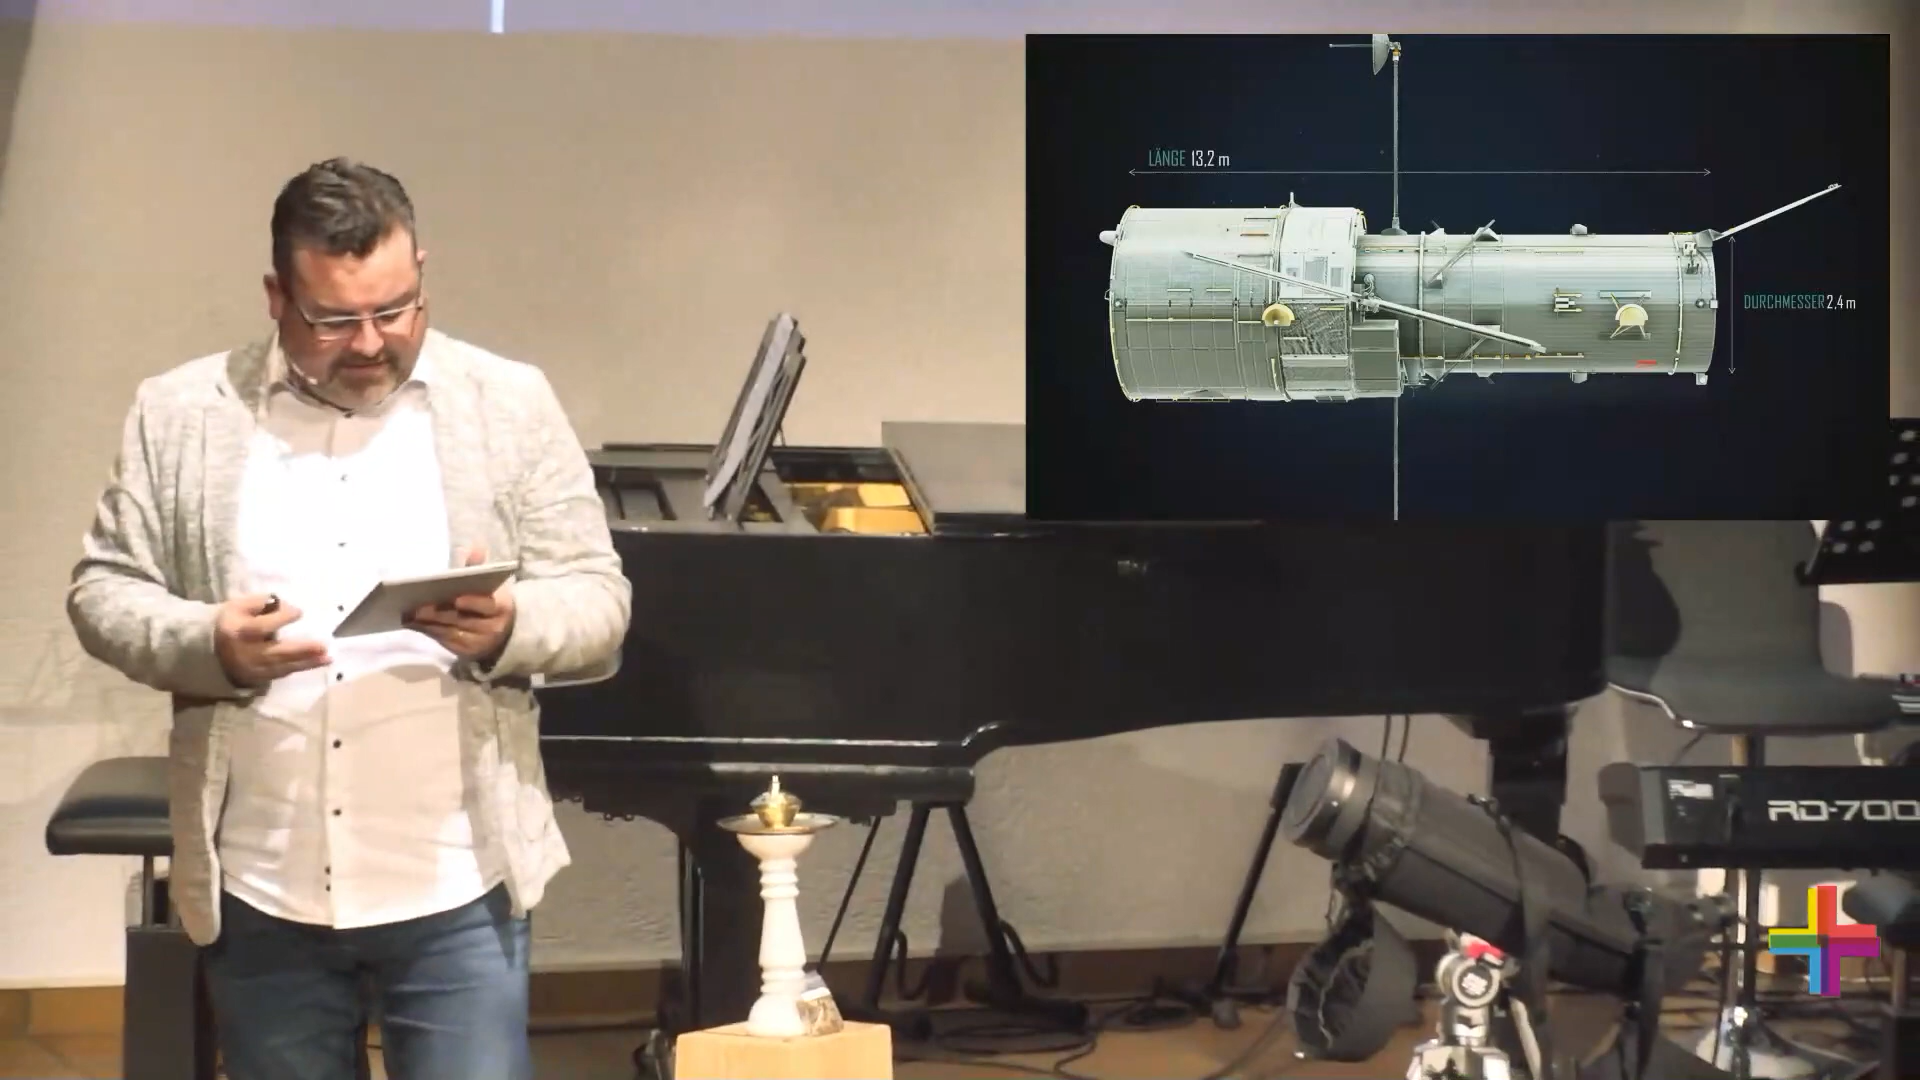 LÄNGE 13,2 m
DURCHMESSER 2,4 m
RD-700